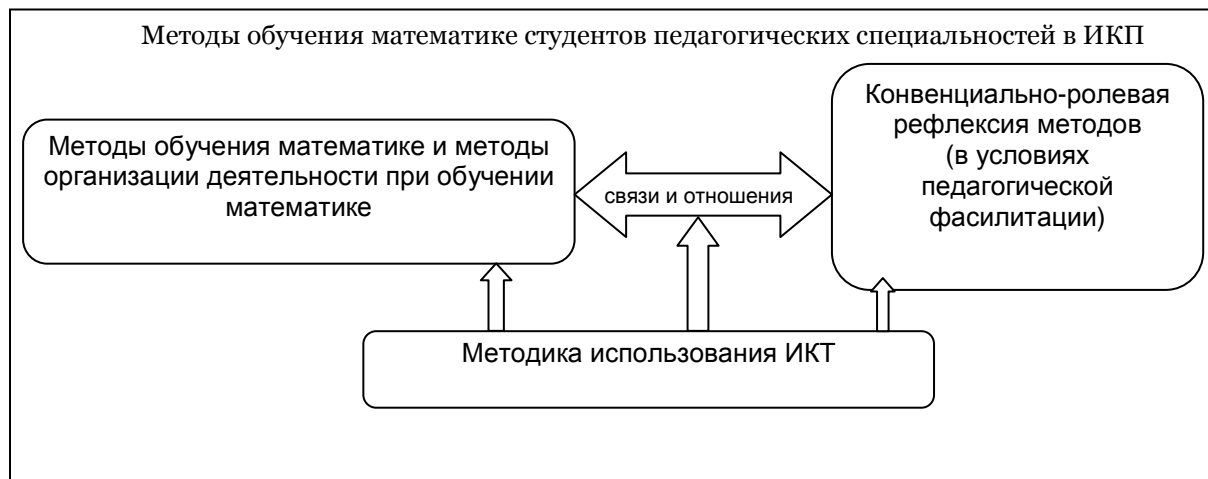 Методы обучения математике студентов педагогических специальностей в ИКП
Методы обучения математике и методы
организации деятельности при обучении
математике
связи и отношения
Конвенциально-ролевая
рефлексия методов
(в условиях
педагогической
фасилитации)
Методика использования ИКТ